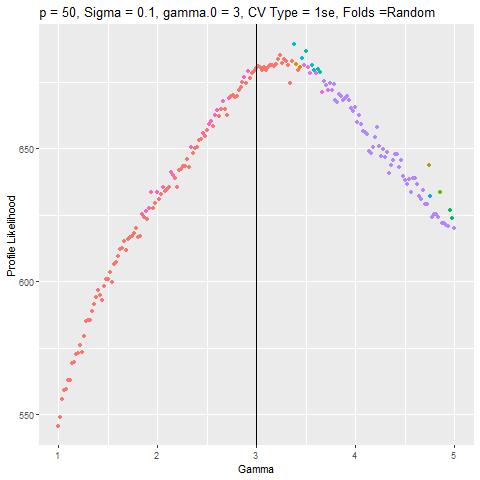 p = 50, Sigma = 0.1, gamma.0 = 3, CV Type = 1se, Folds =Random
Profile Likelihood
650
600
550
1 2 3 4 5
Gamma